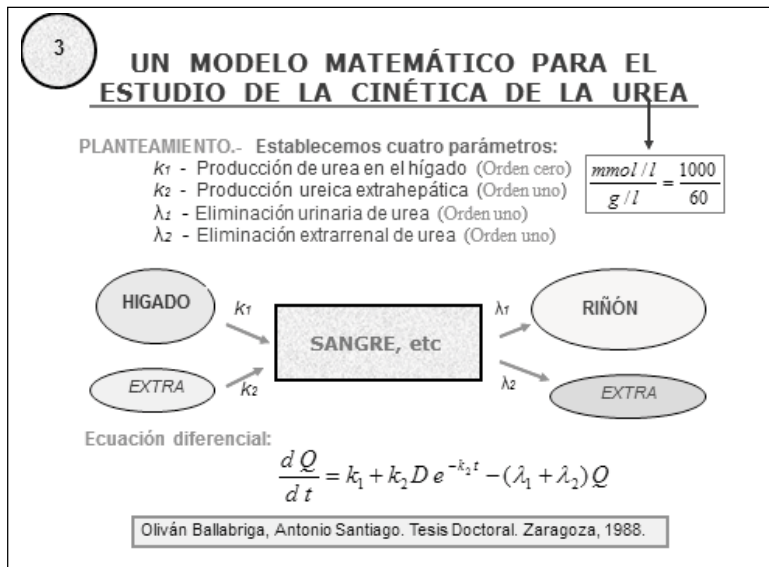 3
UN MODELO MATEMÁTICO PARA EL
ESTUDIO DE LA CINÉTICA DE LA UREA
PLANTEAMIENTO.- Establecemos cuatro parámetros:
k₁ - Producción de urea en el hígado (Orden cero)
k₂ - Producción ureica extrahepática (Orden uno)
λ₁ - Eliminación urinaria de urea (Orden uno)
λ₂ - Eliminación extrarrenal de urea (Orden uno)
mmol/l / g/l = 1000 / 60
HIGADO
k₁
EXTRA
k₂
SANGRE, etc
λ₁
RIÑÓN
λ₂
EXTRA
Ecuación diferencial:
d Q / d t = k₁ + k₂ D e^(-k₂ t) - (λ₁ + λ₂) Q
Oliván Ballabriga, Antonio Santiago. Tesis Doctoral. Zaragoza, 1988.